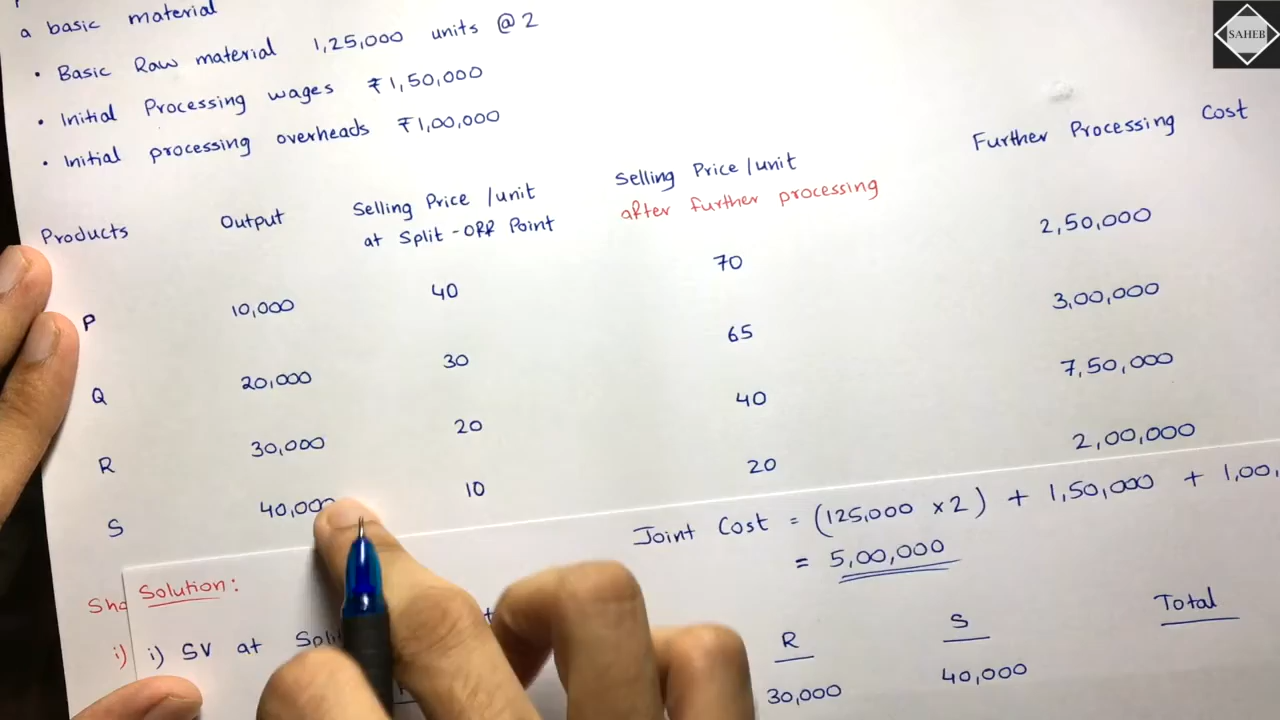 a basic material
• Basic Raw material 1,25,000 units @ 2
• Initial Processing wages ₹1,50,000
• Initial processing overheads ₹1,00,000
Products Output Selling Price /unit at Split-off Point Selling Price /unit after further processing Further Processing Cost
P 10,000 40 70 2,50,000
Q 20,000 30 65 3,00,000
R 30,000 20 40 7,50,000
S 40,000 10 20 2,00,000
Joint Cost = (125,000 × 2) + 1,50,000 + 1,00,
= 5,00,000
Solution:
i)
i) SV at Split
R S Total
30,000 40,000
SAHEB